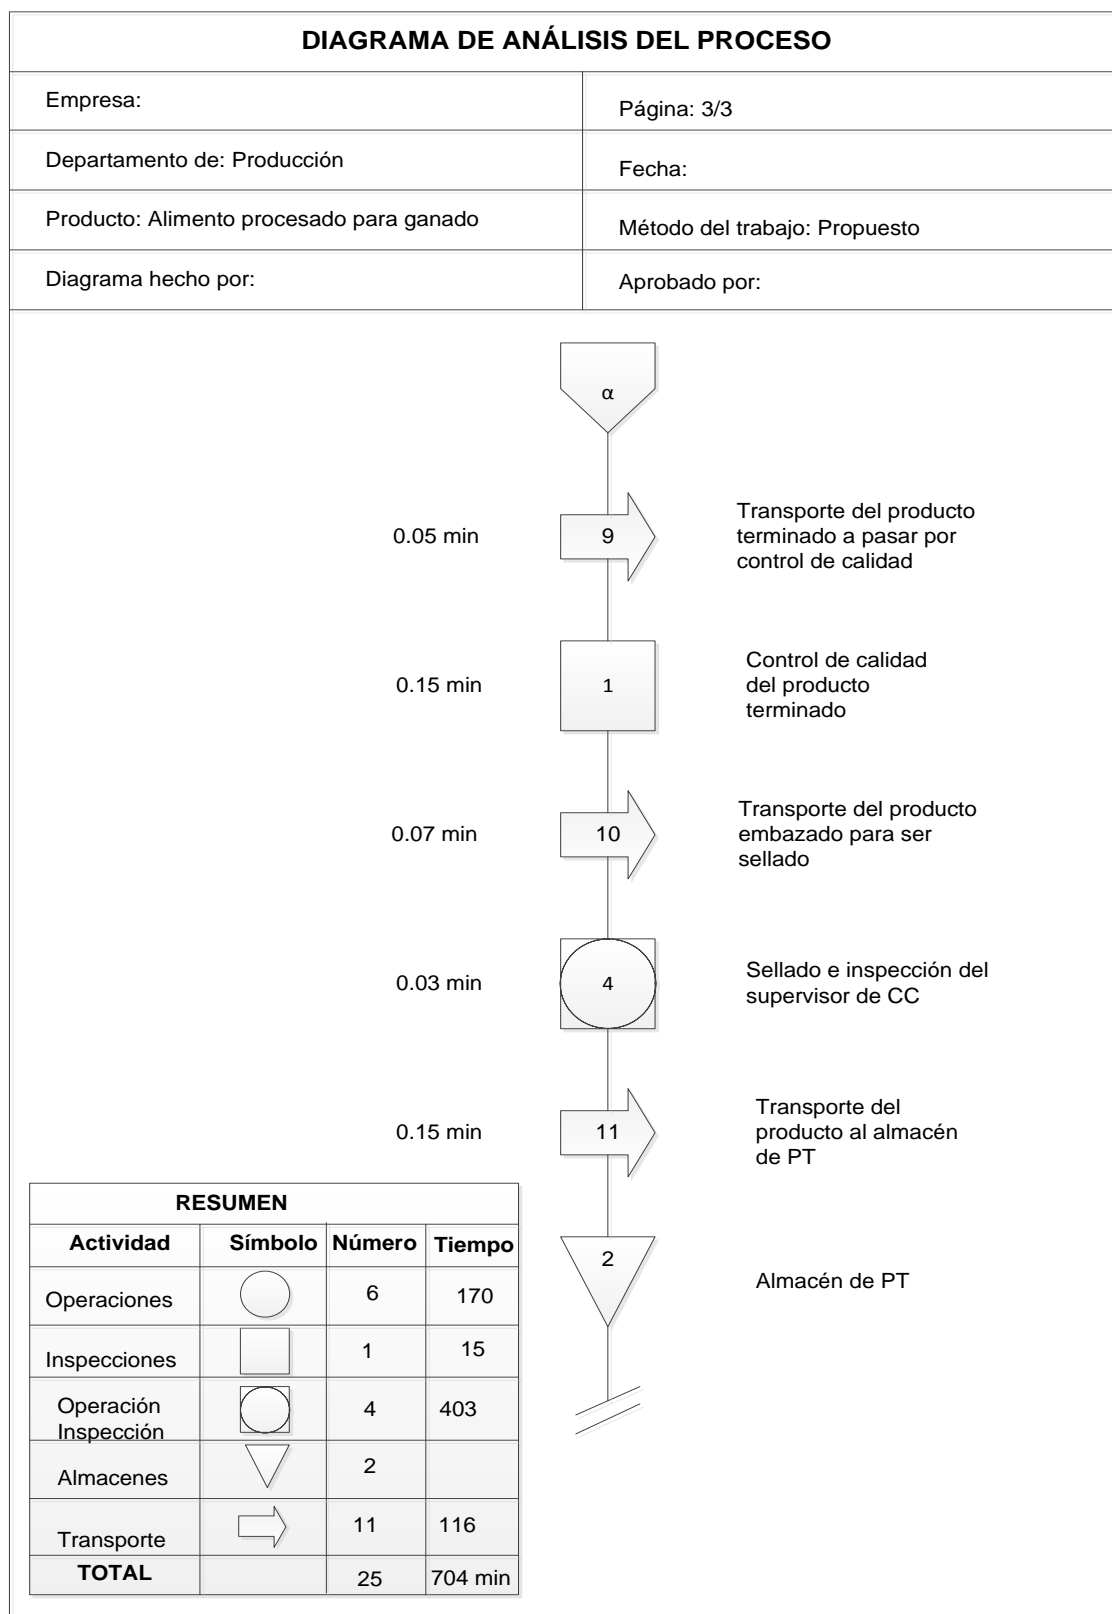 DIAGRAMA DE ANÁLISIS DEL PROCESO
Empresa:
Página: 3/3
Departamento de: Producción
Fecha:
Producto: Alimento procesado para ganado
Método del trabajo: Propuesto
Diagrama hecho por:
Aprobado por:
α
0.05 min
9
Transporte del producto
terminado a pasar por
control de calidad
0.15 min
1
Control de calidad
del producto
terminado
0.07 min
10
Transporte del producto
embazado para ser
sellado
0.03 min
4
Sellado e inspección del
supervisor de CC
0.15 min
11
Transporte del
producto al almacén
de PT
2
Almacén de PT
RESUMEN
Actividad Símbolo Número Tiempo
Operaciones 6 170
Inspecciones 1 15
Operación
Inspección
4 403
Almacenes 2
Transporte 11 116
TOTAL 25 704 min